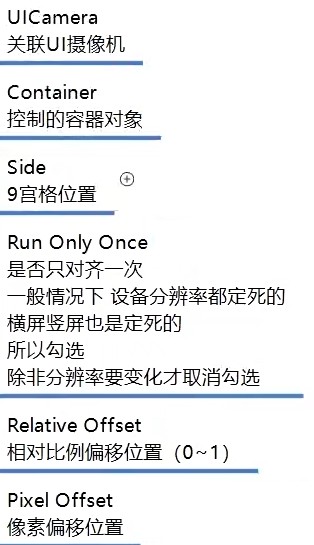 UICamera
关联UI摄像机
Container
控制的容器对象
Side
9宫格位置
Run Only Once
是否只对齐一次
一般情况下 设备分辨率都定死的
横屏竖屏也是定死的
所以勾选
除非分辨率要变化才取消勾选
Relative Offset
相对比例偏移位置（0~1）
Pixel Offset
像素偏移位置